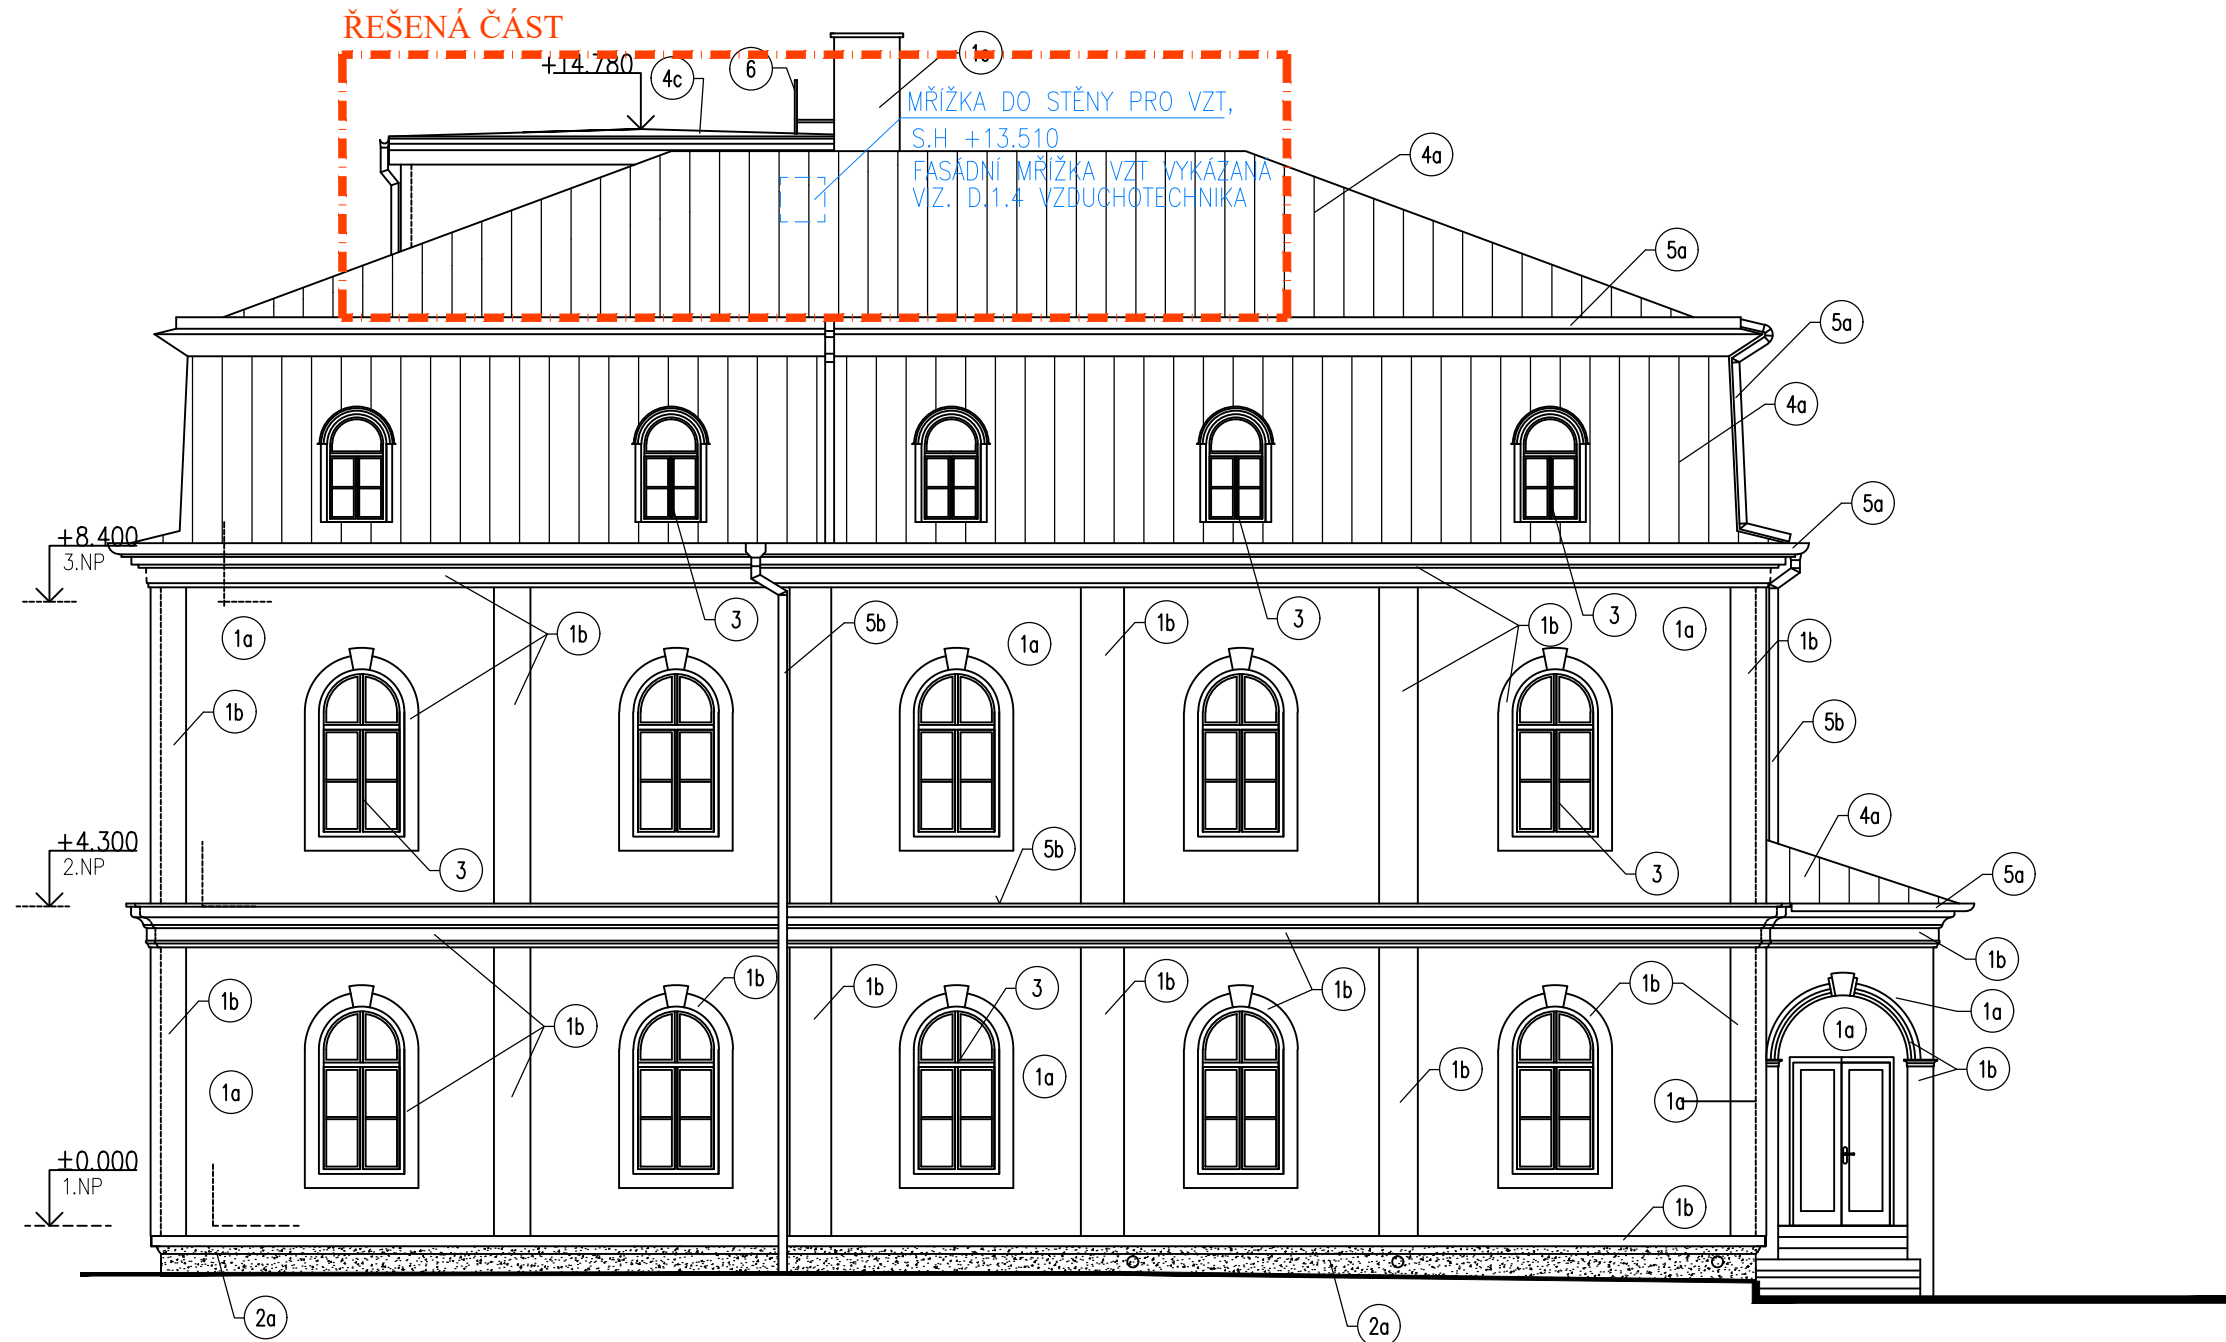 ŘEŠENÁ ČÁST
1c
+14.780
4c
6
MŘÍŽKA DO STĚNY PRO VZT,
S.H +13.510
FASÁDNÍ MŘÍŽKA VZT VYKÁZANÁ
VIZ. D.1.4 VZDUCHOTECHNIKA
4a
5a
5a
4a
5a
+8.400
3.NP
3
5b
1a
1b
1a
1b
3
1b
3
1a
1b
1b
5b
4a
+4.300
2.NP
3
5b
3
5a
1b
1b
1b
1b
3
1b
1b
1b
1a
1b
1a
1a
1a
1b
1a
1b
±0.000
1.NP
1b
2a
2a